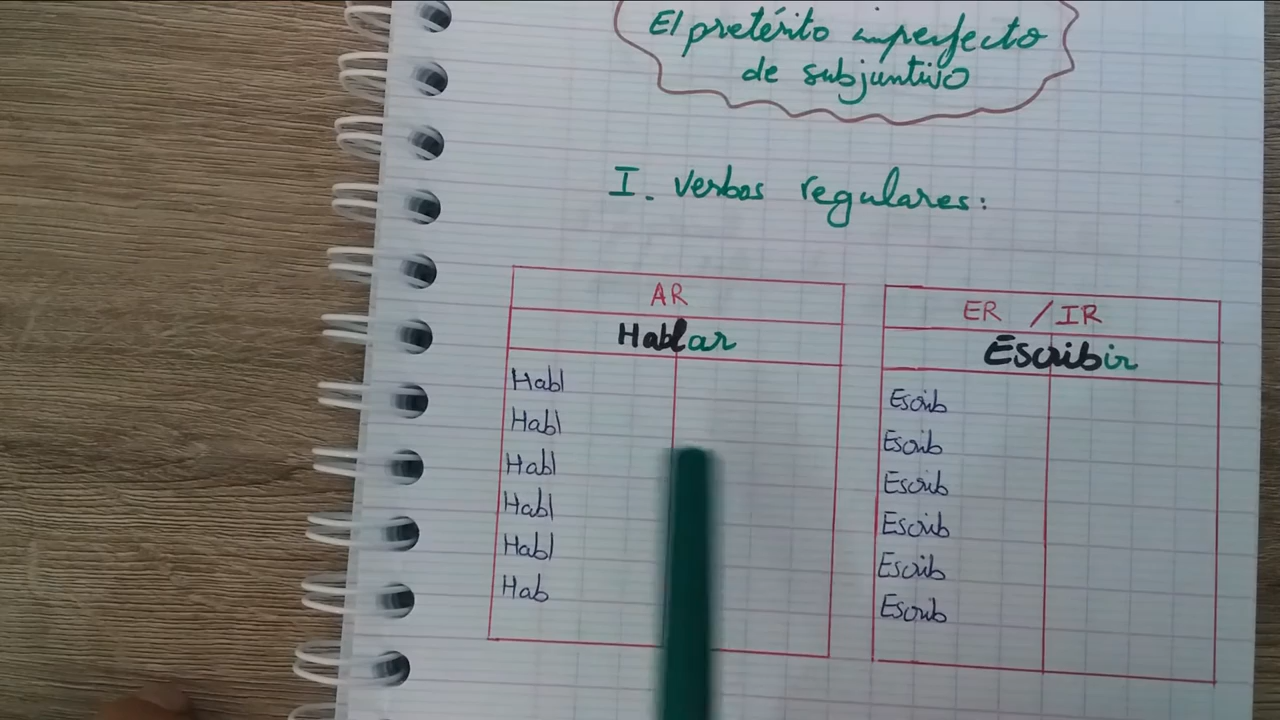 El pretérito imperfecto
de subjuntivo
I. Verbos regulares:
AR
Hablar
Habl
Habl
Habl
Habl
Habl
Hab
ER / IR
Escribir
Escrib
Escrib
Escrib
Escrib
Escrib
Escrib